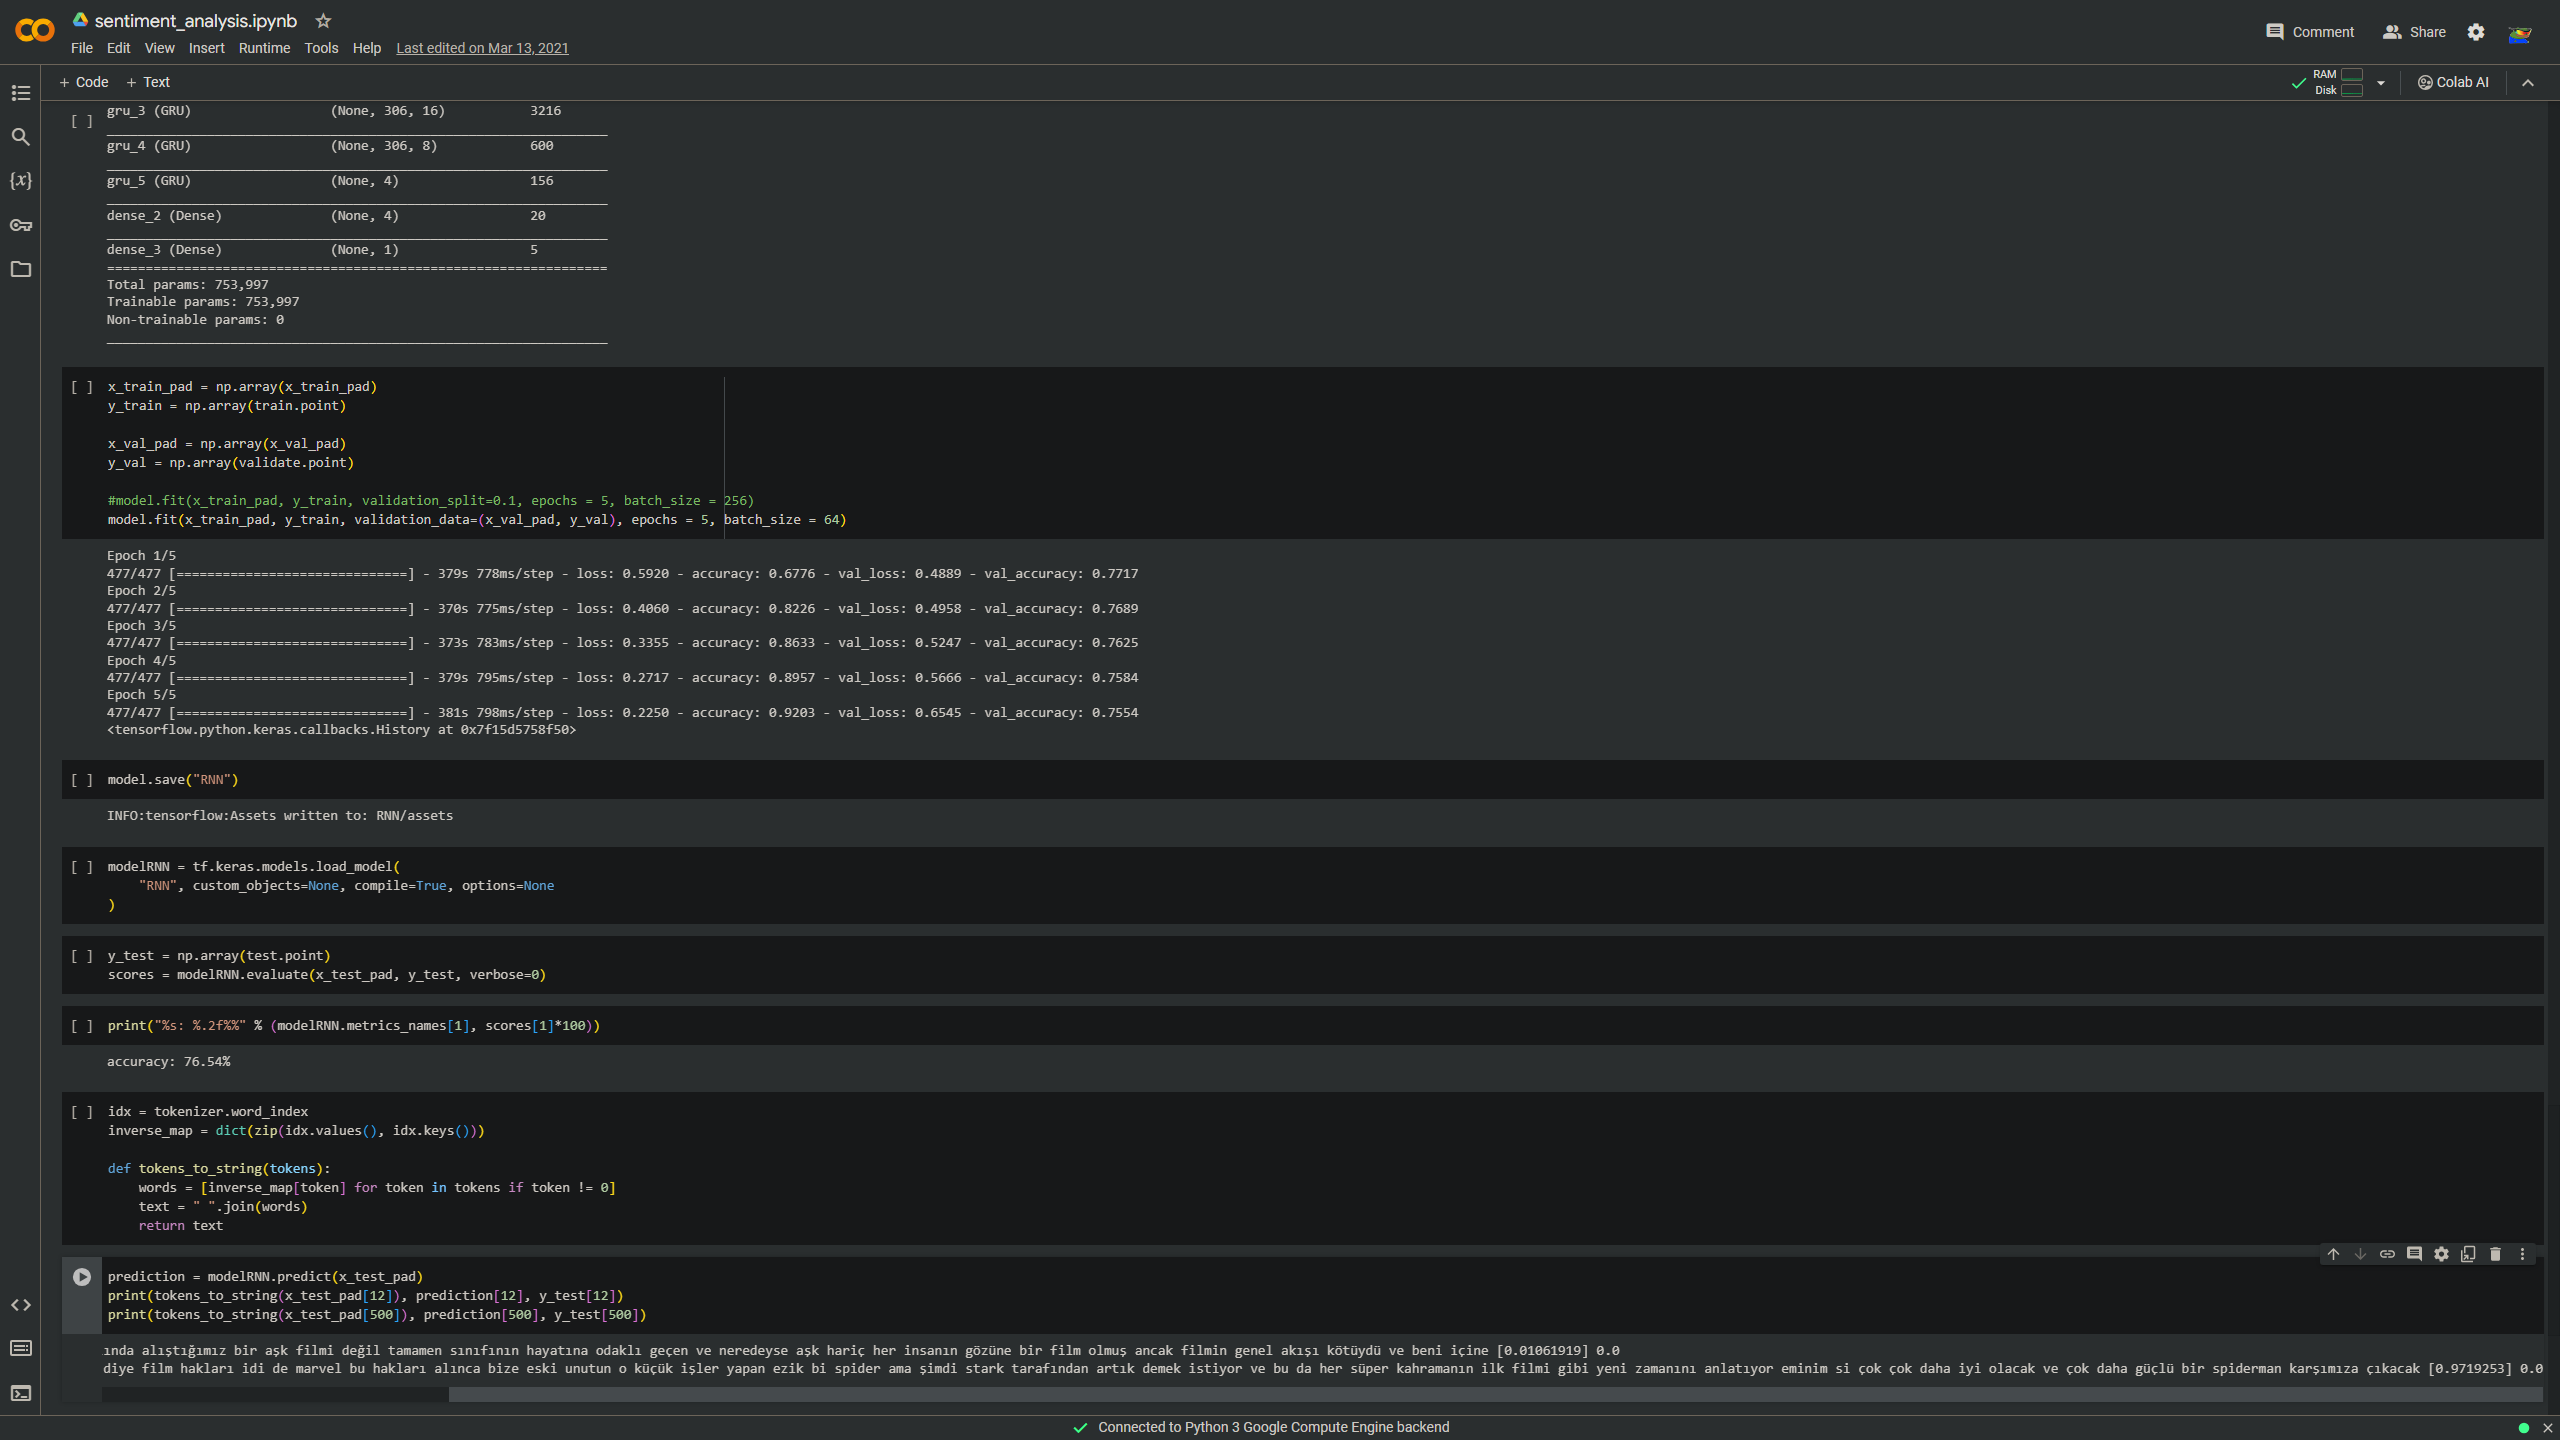 sentiment_analysis.ipynb
File Edit View Insert Runtime Tools Help Last edited on Mar 13, 2021
Comment Share
+ Code + Text
RAM
Disk
Colab AI
gru_3 (GRU) (None, 306, 16) 3216
gru_4 (GRU) (None, 306, 8) 600
gru_5 (GRU) (None, 4) 156
dense_2 (Dense) (None, 4) 20
dense_3 (Dense) (None, 1) 5
=================================================================
Total params: 753,997
Trainable params: 753,997
Non-trainable params: 0
[ ] x_train_pad = np.array(x_train_pad)
y_train = np.array(train.point)
x_val_pad = np.array(x_val_pad)
y_val = np.array(validate.point)
#model.fit(x_train_pad, y_train, validation_split=0.1, epochs = 5, batch_size = 256)
model.fit(x_train_pad, y_train, validation_data=(x_val_pad, y_val), epochs = 5, batch_size = 64)
Epoch 1/5
477/477 [==============================] - 379s 778ms/step - loss: 0.5920 - accuracy: 0.6776 - val_loss: 0.4889 - val_accuracy: 0.7717
Epoch 2/5
477/477 [==============================] - 370s 775ms/step - loss: 0.4060 - accuracy: 0.8226 - val_loss: 0.4958 - val_accuracy: 0.7689
Epoch 3/5
477/477 [==============================] - 373s 783ms/step - loss: 0.3355 - accuracy: 0.8633 - val_loss: 0.5247 - val_accuracy: 0.7625
Epoch 4/5
477/477 [==============================] - 379s 795ms/step - loss: 0.2717 - accuracy: 0.8957 - val_loss: 0.5666 - val_accuracy: 0.7584
Epoch 5/5
477/477 [==============================] - 381s 798ms/step - loss: 0.2250 - accuracy: 0.9203 - val_loss: 0.6545 - val_accuracy: 0.7554
<tensorflow.python.keras.callbacks.History at 0x7f15d5758f50>
[ ] model.save("RNN")
INFO:tensorflow:Assets written to: RNN/assets
[ ] modelRNN = tf.keras.models.load_model(
"RNN", custom_objects=None, compile=True, options=None
)
[ ] y_test = np.array(test.point)
scores = modelRNN.evaluate(x_test_pad, y_test, verbose=0)
[ ] print("%s: %.2f%%" % (modelRNN.metrics_names[1], scores[1]*100))
accuracy: 76.54%
[ ] idx = tokenizer.word_index
inverse_map = dict(zip(idx.values(), idx.keys()))
def tokens_to_string(tokens):
words = [inverse_map[token] for token in tokens if token != 0]
text = " ".join(words)
return text
prediction = modelRNN.predict(x_test_pad)
print(tokens_to_string(x_test_pad[12]), prediction[12], y_test[12])
print(tokens_to_string(x_test_pad[500]), prediction[500], y_test[500])
ında alıştığımız bir aşk filmi değil tamamen sınıfının hayatına odaklı geçen ve neredeyse aşk hariç her insanın gözüne bir film olmuş ancak filmin genel akışı kötüydü ve beni içine [0.01061919] 0.0
diye film hakları idi de marvel bu hakları alınca bize eski unutun o küçük işler yapan ezik bi spider ama şimdi stark tarafından artık demek istiyor ve bu da her süper kahramanın ilk filmi gibi yeni zamanını anlatıyor eminim si çok çok daha iyi olacak ve çok daha güçlü bir spiderman karşımıza çıkacak [0.9719253] 0.0
Connected to Python 3 Google Compute Engine backend